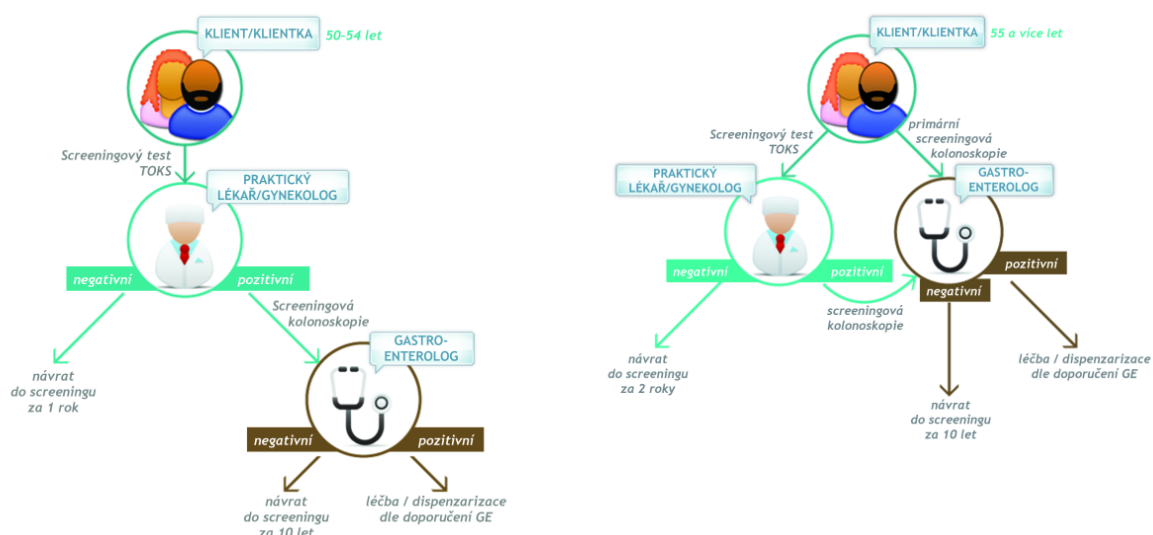 KLIENT/KLIENTKA
50-54 let
Screeningový test
TOKS
PRAKTICKÝ
LÉKAŘ/GYNEKOLOG
negativní
pozitivní
Screeningová
kolonoskopie
návrat
do screeningu
za 1 rok
GASTRO-
ENTEROLOG
negativní
pozitivní
návrat
do screeningu
za 10 let
léčba / dispenzarizace
dle doporučení GE
KLIENT/KLIENTKA
55 a více let
Screeningový test
TOKS
primární
screeningová
kolonoskopie
PRAKTICKÝ
LÉKAŘ/GYNEKOLOG
GASTRO-
ENTEROLOG
negativní
pozitivní
negativní
pozitivní
screeningová
kolonoskopie
návrat
do screeningu
za 2 roky
návrat
do screeningu
za 10 let
léčba / dispenzarizace
dle doporučení GE